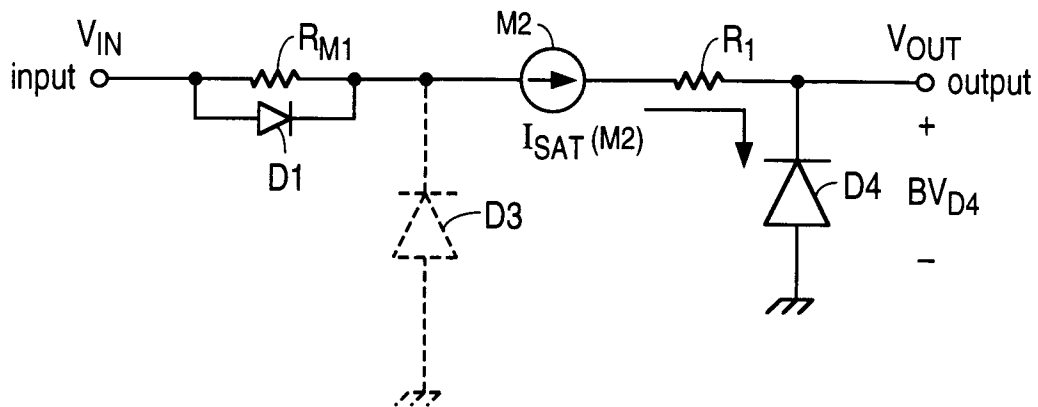 V_IN
R_M1
M2
R_1
V_OUT
input
output
D1
I_SAT (M2)
+
D3
D4
BV_D4
–